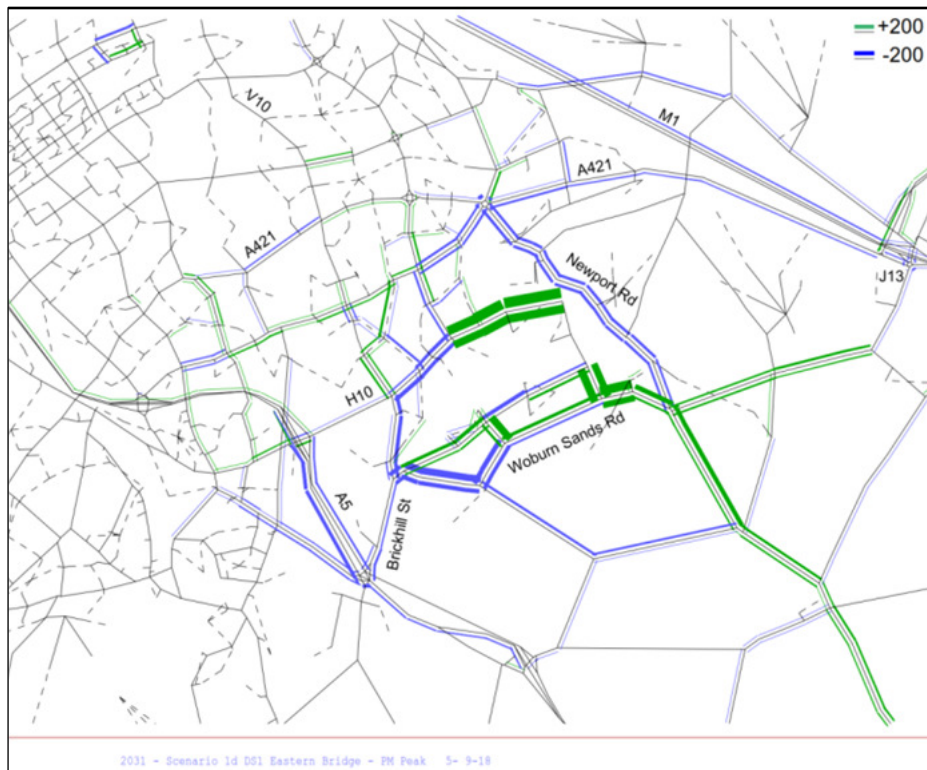 +200
-200
V10
M1
A421
A421
Newport Rd
J13
H10
Woburn Sands Rd
A5
Brickhill St
2031 - Scenario 1d DS1 Eastern Bridge - PM Peak 5- 9-18